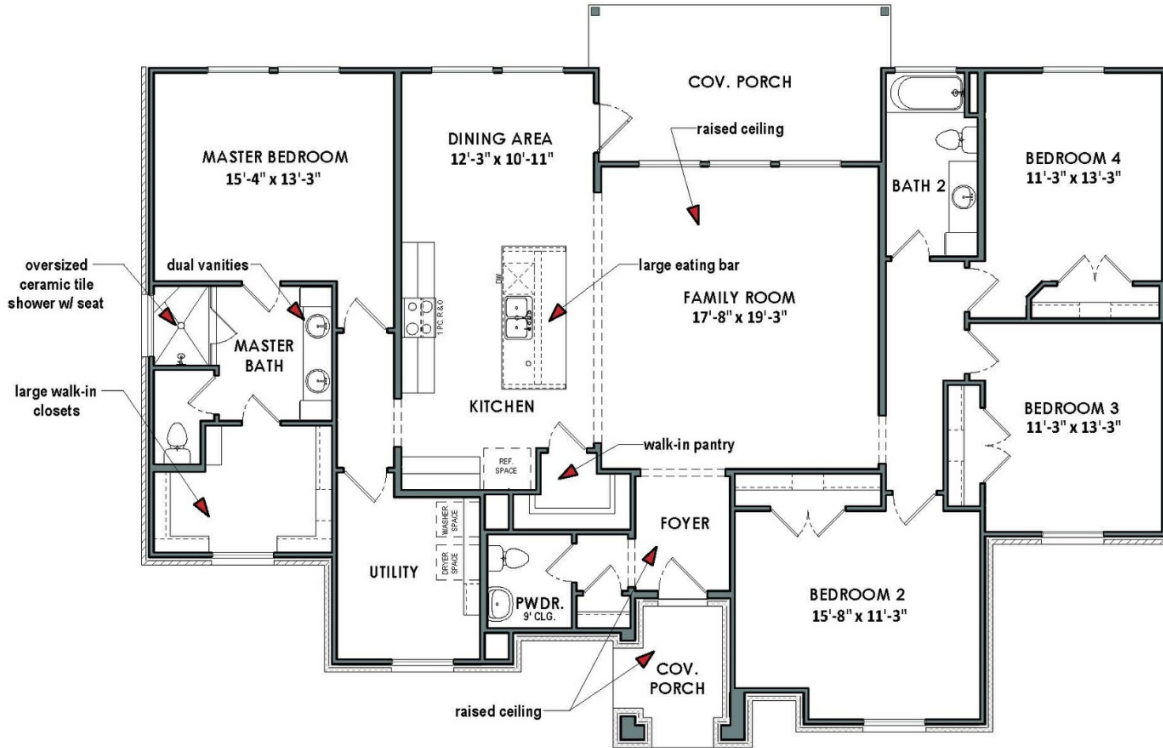 COV. PORCH
raised ceiling
MASTER BEDROOM
15'-4" x 13'-3"
DINING AREA
12'-3" x 10'-11"
BATH 2
BEDROOM 4
11'-3" x 13'-3"
oversized
ceramic tile
shower w/ seat
dual vanities
DW
large eating bar
FAMILY ROOM
17'-8" x 19'-3"
1 PC. R & O
MASTER
BATH
large walk-in
closets
KITCHEN
BEDROOM 3
11'-3" x 13'-3"
REF.
SPACE
walk-in pantry
WASHER
SPACE
DRYER
SPACE
FOYER
UTILITY
PWDR.
9' CLG.
BEDROOM 2
15'-8" x 11'-3"
COV.
PORCH
raised ceiling